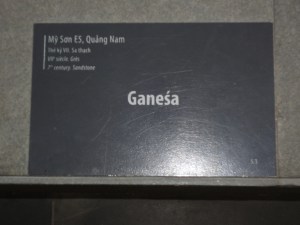 Mỹ Sơn E5, Quảng Nam
Thế kỷ VII. Sa thạch
VIIᵉ siècle. Grès
7ᵗʰ century. Sandstone
Ganeśa